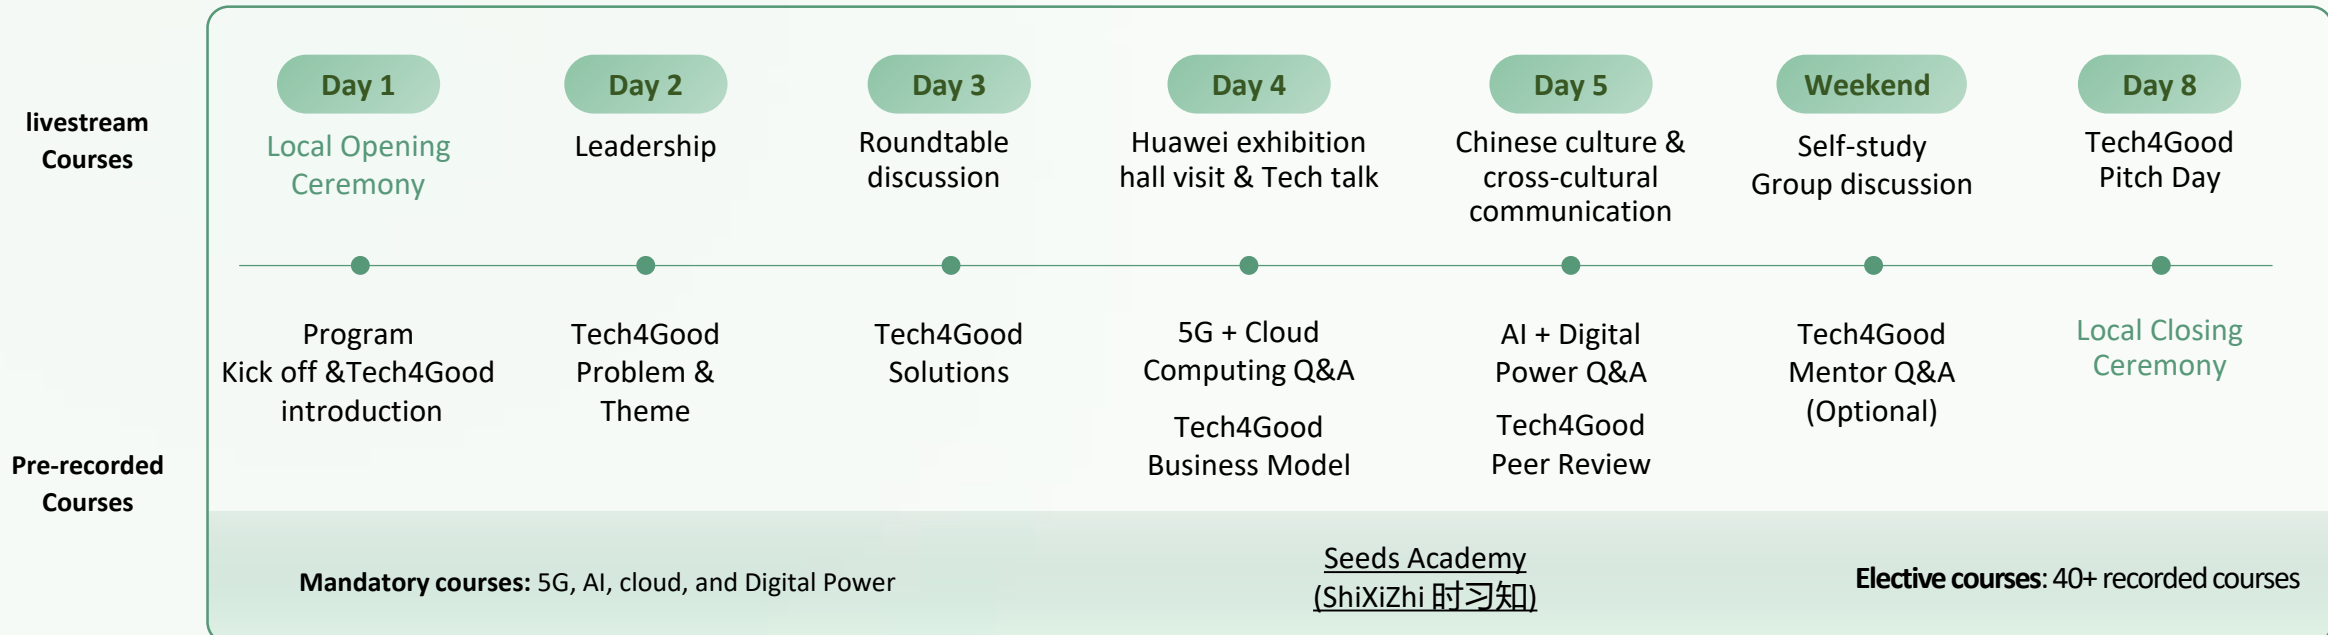 livestream
Courses
Day 1
Local Opening
Ceremony
Day 2
Leadership
Day 3
Roundtable
discussion
Day 4
Huawei exhibition
hall visit & Tech talk
Day 5
Chinese culture &
cross-cultural
communication
Weekend
Self-study
Group discussion
Day 8
Tech4Good
Pitch Day
Pre-recorded
Courses
Program
Kick off &Tech4Good
introduction
Tech4Good
Problem &
Theme
Tech4Good
Solutions
5G + Cloud
Computing Q&A
Tech4Good
Business Model
AI + Digital
Power Q&A
Tech4Good
Peer Review
Tech4Good
Mentor Q&A
(Optional)
Local Closing
Ceremony
Mandatory courses: 5G, AI, cloud, and Digital Power
Seeds Academy
(ShiXiZhi 时习知)
Elective courses: 40+ recorded courses